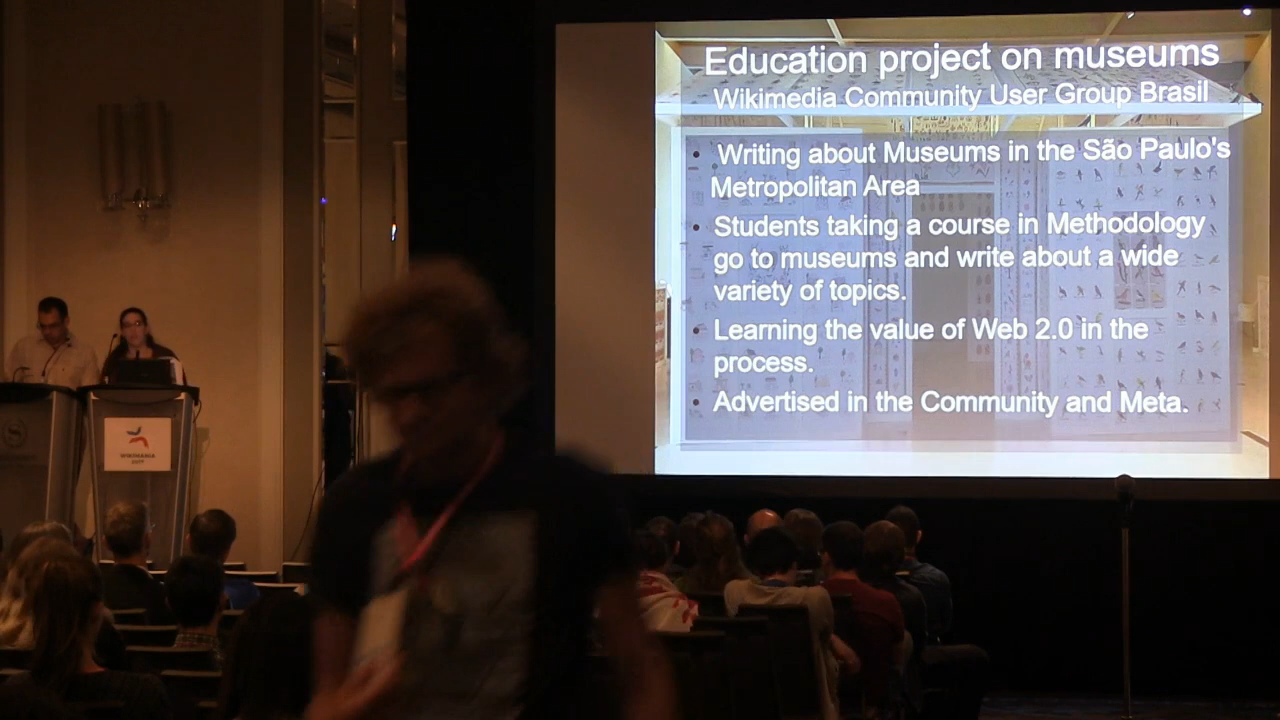 Education project on museums
Wikimedia Community User Group Brasil
• Writing about Museums in the São Paulo's
Metropolitan Area
• Students taking a course in Methodology
go to museums and write about a wide
variety of topics.
• Learning the value of Web 2.0 in the
process.
• Advertised in the Community and Meta.
WIKIMANIA
2017